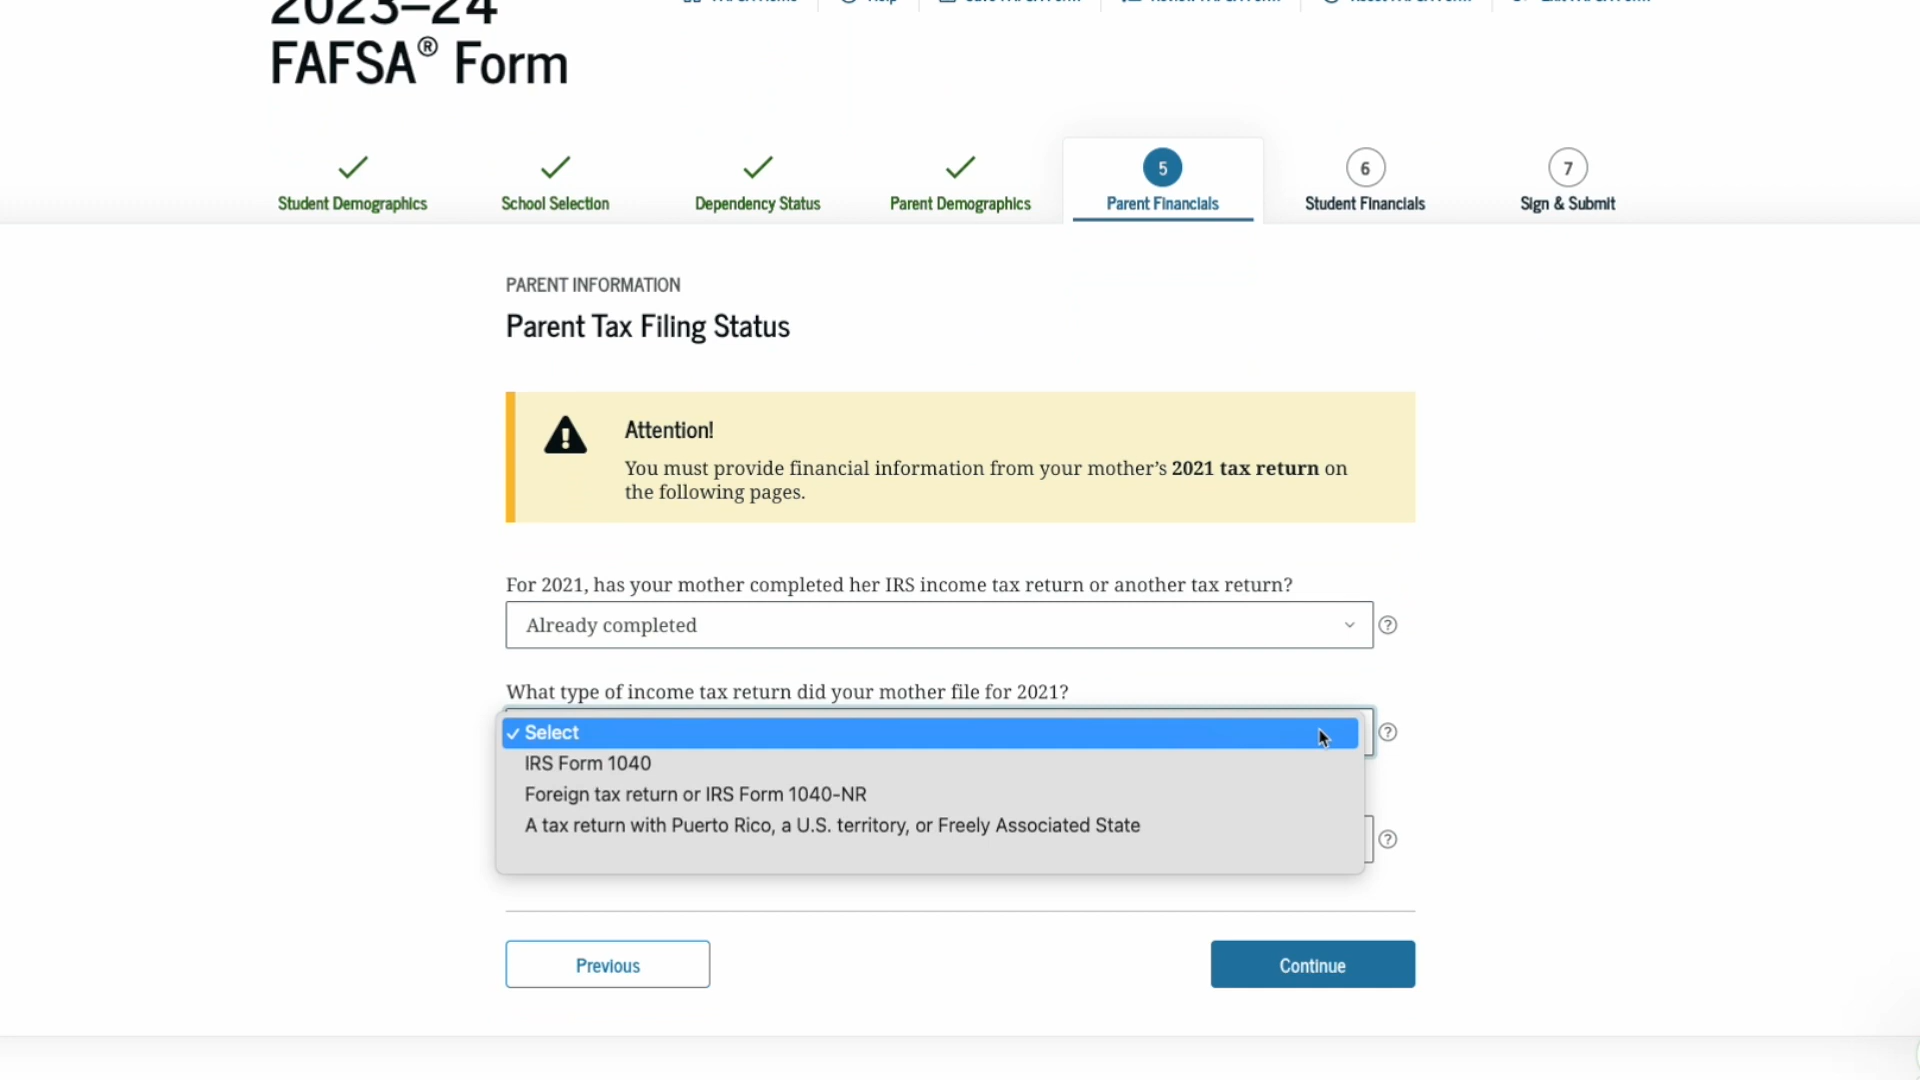 2023–24
FAFSA® Form
Student Demographics
School Selection
Dependency Status
Parent Demographics
5
Parent Financials
6
Student Financials
7
Sign & Submit
PARENT INFORMATION
Parent Tax Filing Status
Attention!
You must provide financial information from your mother’s 2021 tax return on
the following pages.
For 2021, has your mother completed her IRS income tax return or another tax return?
Already completed
?
What type of income tax return did your mother file for 2021?
✓ Select
?
IRS Form 1040
Foreign tax return or IRS Form 1040-NR
A tax return with Puerto Rico, a U.S. territory, or Freely Associated State
?
Previous
Continue